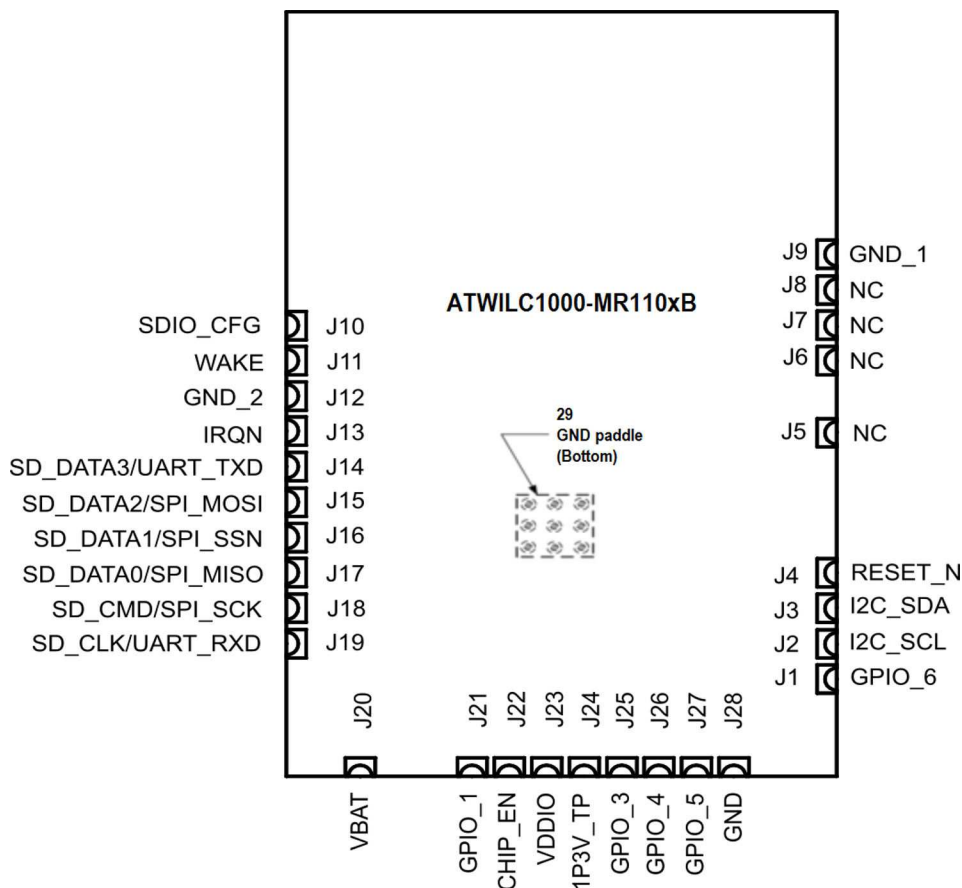 J9 GND_1
J8 NC
ATWILC1000-MR110xB
J7 NC
J6 NC
SDIO_CFG J10
WAKE J11
GND_2 J12
IRQN J13
SD_DATA3/UART_TXD J14
SD_DATA2/SPI_MOSI J15
SD_DATA1/SPI_SSN J16
SD_DATA0/SPI_MISO J17
SD_CMD/SPI_SCK J18
SD_CLK/UART_RXD J19
29
GND paddle
(Bottom)
J5 NC
J4 RESET_N
J3 I2C_SDA
J2 I2C_SCL
J1 GPIO_6
J20
J21
J22
J23
J24
J25
J26
J27
J28
VBAT
GPIO_1
CHIP_EN
VDDIO
1P3V_TP
GPIO_3
GPIO_4
GPIO_5
GND